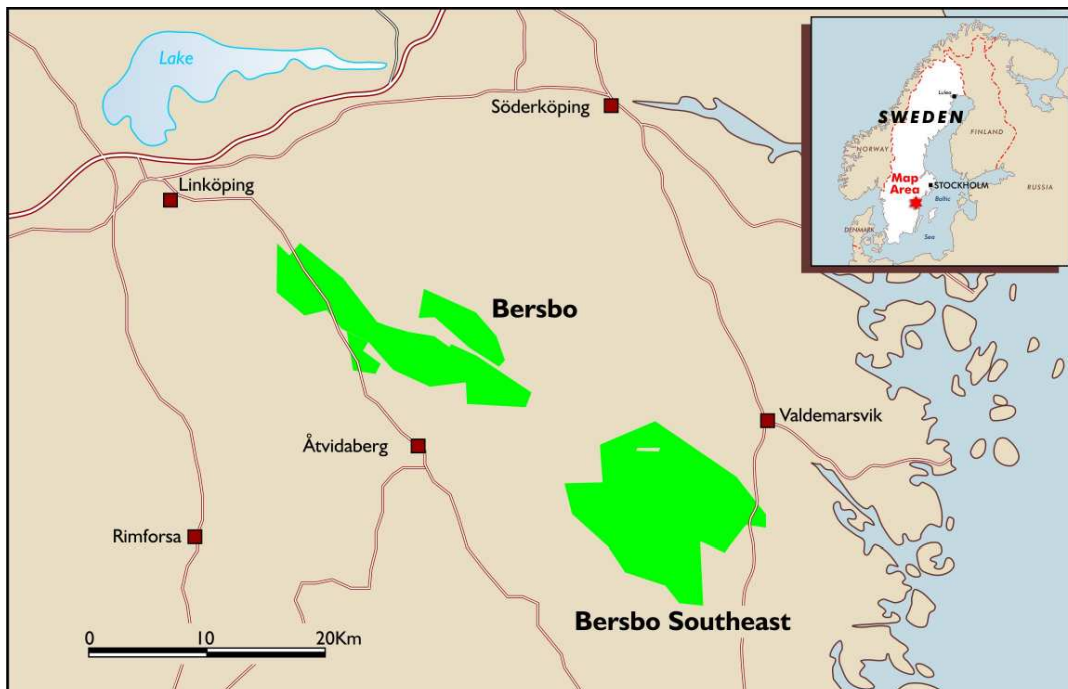 Lake
Söderköping
Linköping
Bersbo
Valdemarsvik
Åtvidaberg
Rimforsa
Bersbo Southeast
0 10 20Km
Lulea
SWEDEN
FINLAND
NORWAY
Map
Area
STOCKHOLM
RUSSIA
Baltic
DENMARK
Sea